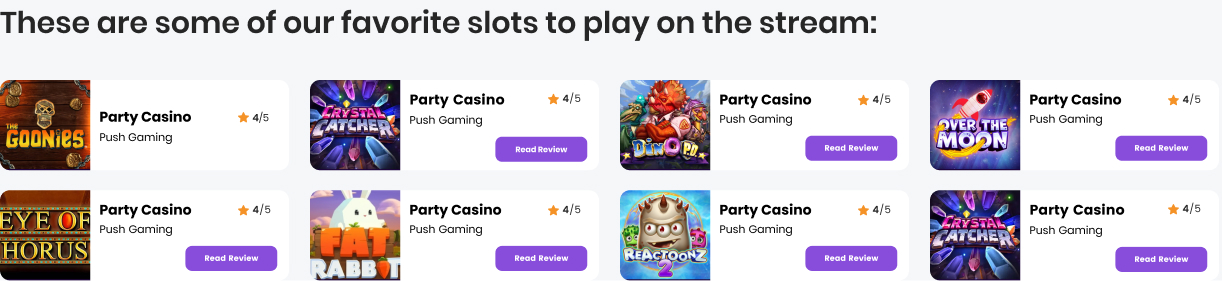 These are some of our favorite slots to play on the stream:
THE
GOONIES
Party Casino
4/5
Push Gaming
CRYSTAL
CATCHER
Party Casino
4/5
Push Gaming
Read Review
DINO P.D.
Party Casino
4/5
Push Gaming
Read Review
OVER THE
MOON
Party Casino
4/5
Push Gaming
Read Review
EYE OF
HORUS
Party Casino
4/5
Push Gaming
Read Review
FAT
RABBIT
Party Casino
4/5
Push Gaming
Read Review
REACTOONZ
2
Party Casino
4/5
Push Gaming
Read Review
CRYSTAL
CATCHER
Party Casino
4/5
Push Gaming
Read Review